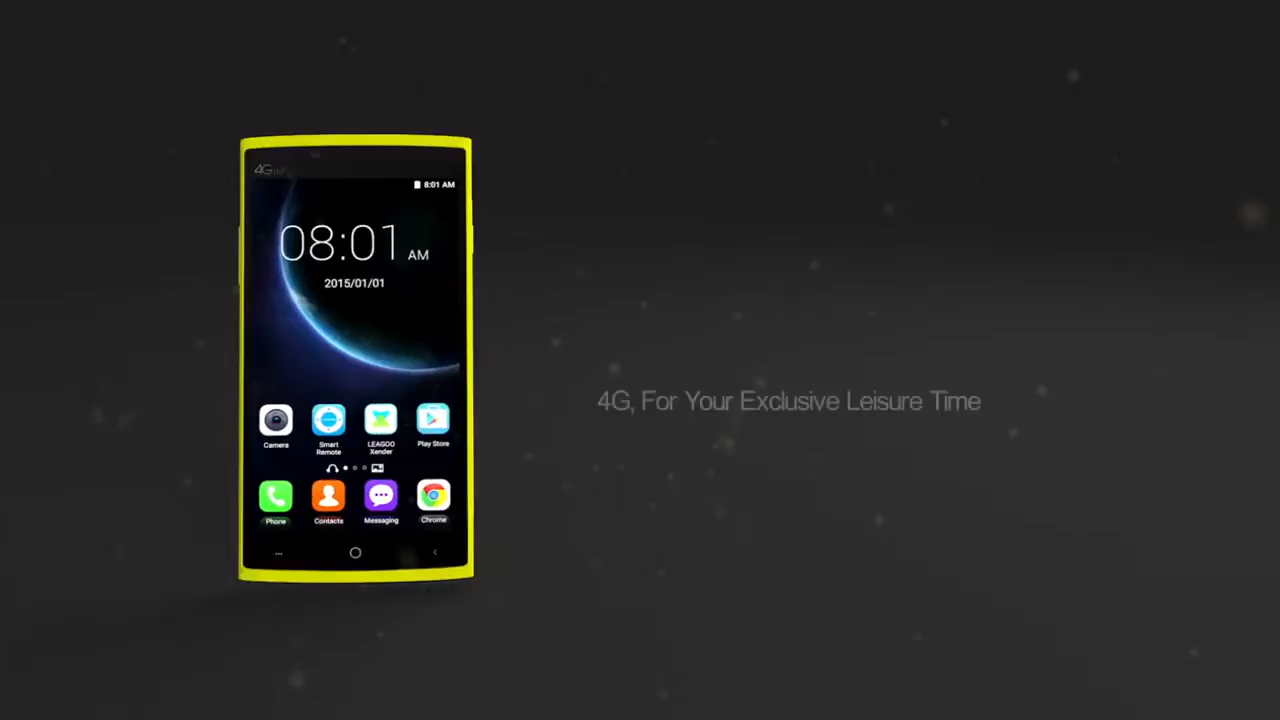 4G
8:01 AM
08:01 AM
2015/01/01
Camera
Smart
Remote
LEAGOO
Xender
Play Store
Phone
Contacts
Messaging
Chrome
4G, For Your Exclusive Leisure Time